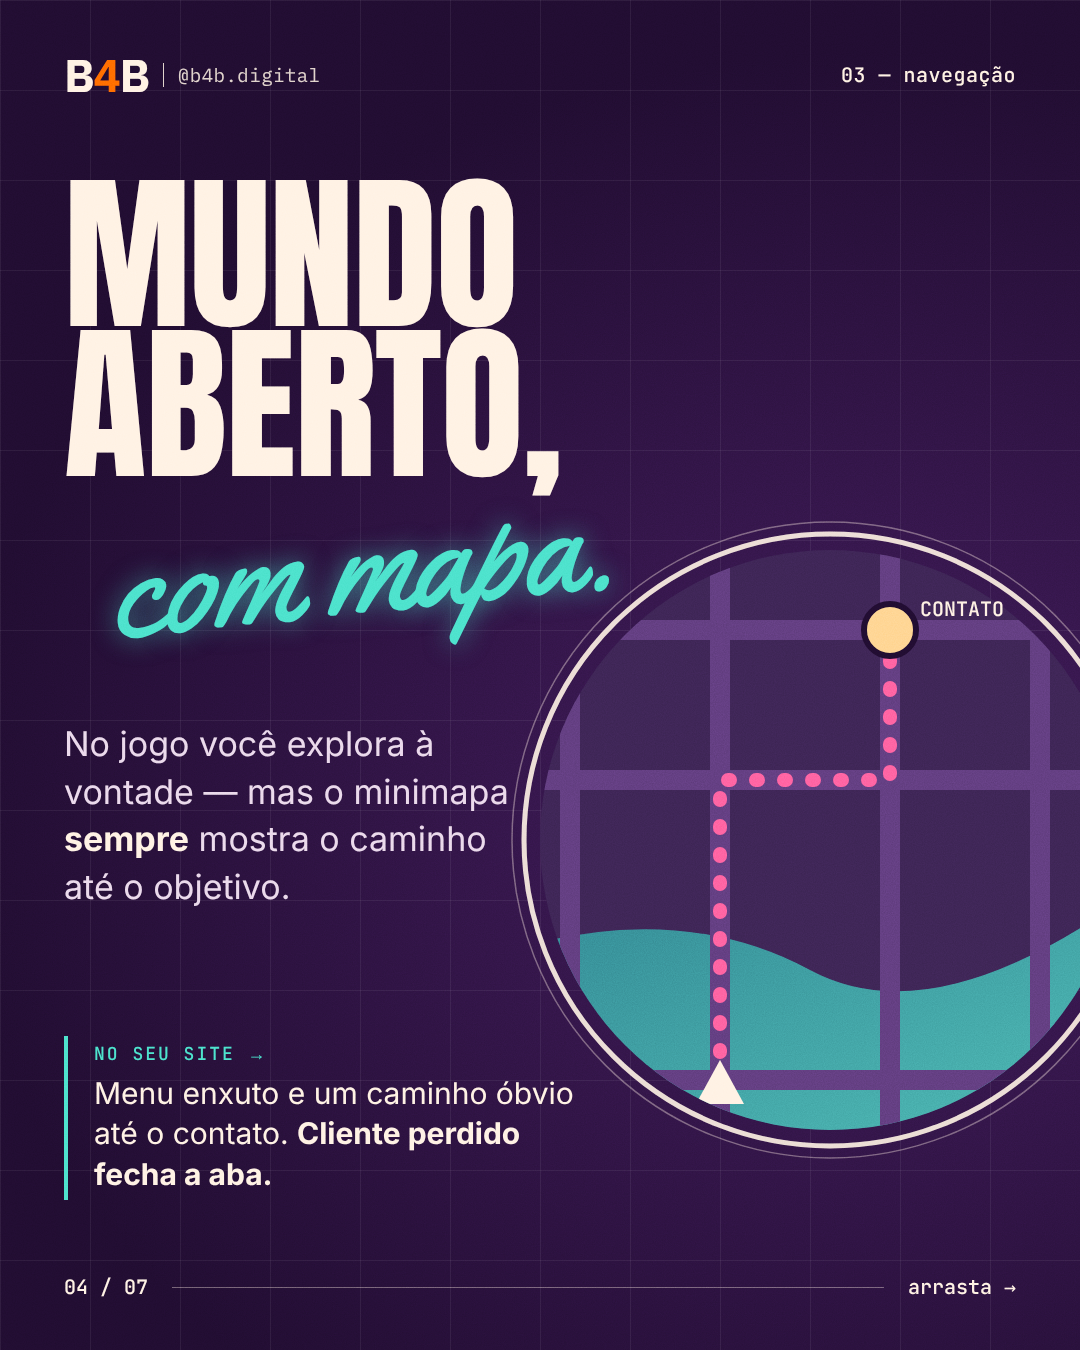 B4B @b4b.digital
03 — navegação
MUNDO
ABERTO,
com mapa.
CONTATO
No jogo você explora à
vontade — mas o minimapa
sempre mostra o caminho
até o objetivo.
NO SEU SITE →
Menu enxuto e um caminho óbvio
até o contato. Cliente perdido
fecha a aba.
04 / 07
arrasta →